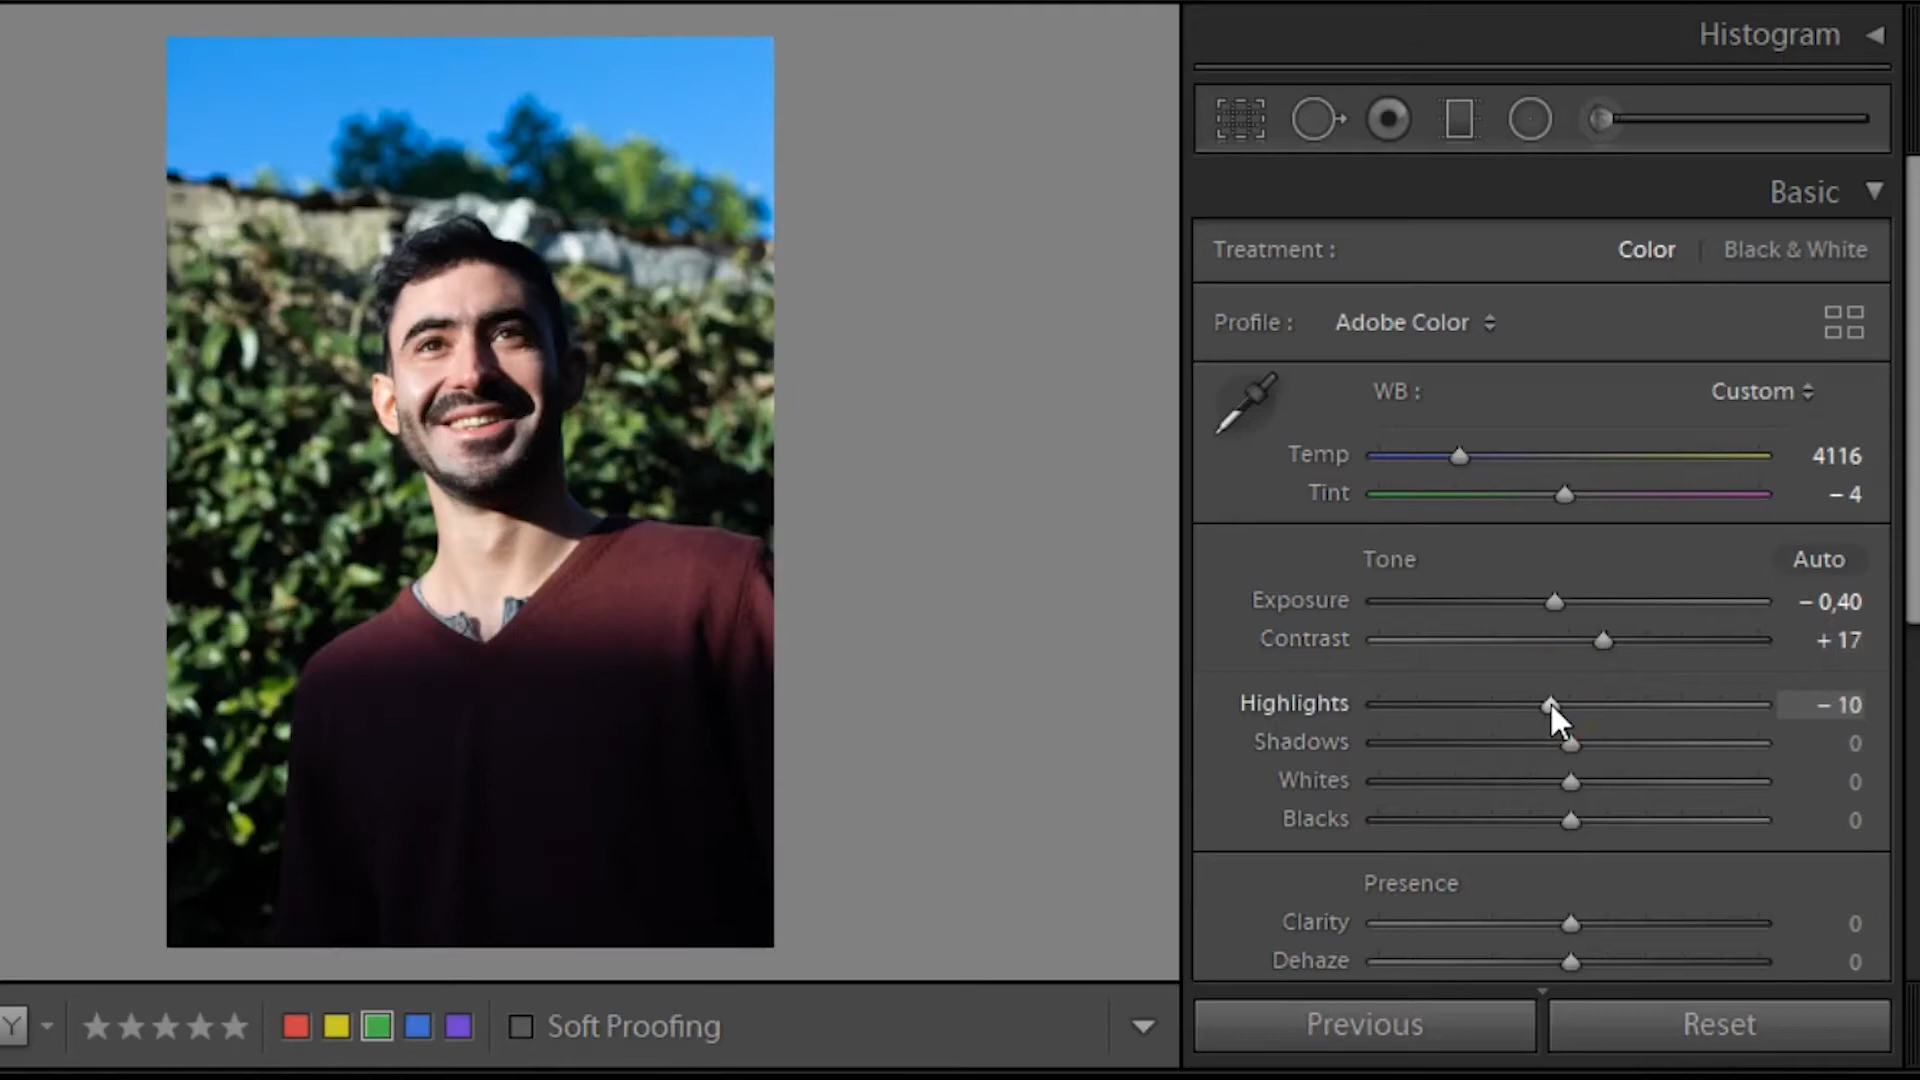 Histogram
Basic
Treatment : Color | Black & White
Profile : Adobe Color
WB : Custom
Temp 4116
Tint – 4
Tone Auto
Exposure – 0,40
Contrast + 17
Highlights – 10
Shadows 0
Whites 0
Blacks 0
Presence
Clarity 0
Dehaze 0
Y Soft Proofing
Previous Reset